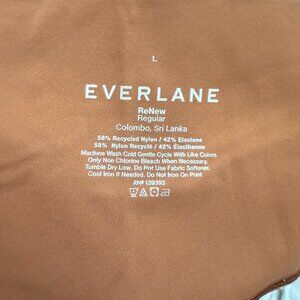 L
EVERLANE
ReNew
Regular
Colombo, Sri Lanka
58% Recycled Nylon / 42% Elastane
58% Nylon Recyclé / 42% Élasthanne
Machine Wash Cold Gentle Cycle With Like Colors
Only Non Chlorine Bleach When Necessary.
Tumble Dry Low. Do Not Use Fabric Softener.
Cool Iron If Needed. Do Not Iron On Print
RN# 139393